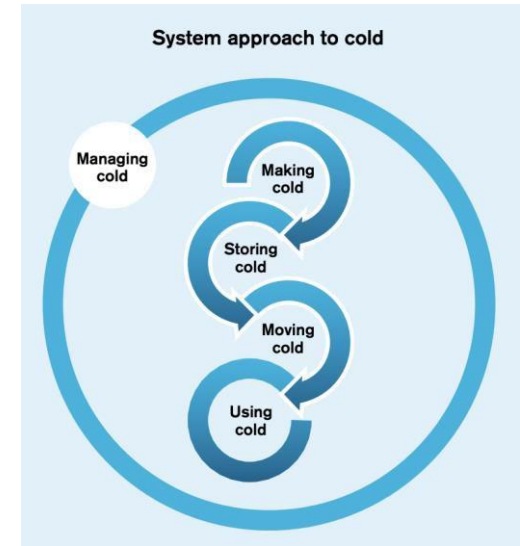 System approach to cold
Managing
cold
Making
cold
Storing
cold
Moving
cold
Using
cold